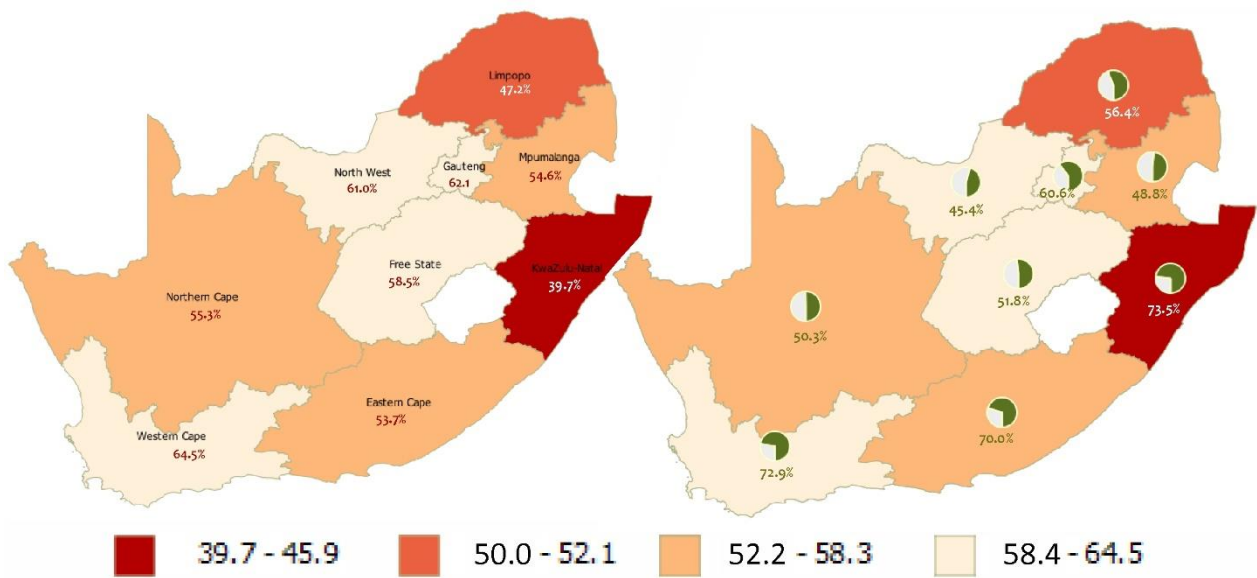 Limpopo
47.2%
North West
61.0%
Gauteng
62.1
Mpumalanga
54.6%
Free State
58.5%
KwaZulu-Natal
39.7%
Northern Cape
55.3%
Eastern Cape
53.7%
Western Cape
64.5%
56.4%
45.4%
60.6%
48.8%
51.8%
73.5%
50.3%
70.0%
72.9%
39.7 - 45.9
50.0 - 52.1
52.2 - 58.3
58.4 - 64.5